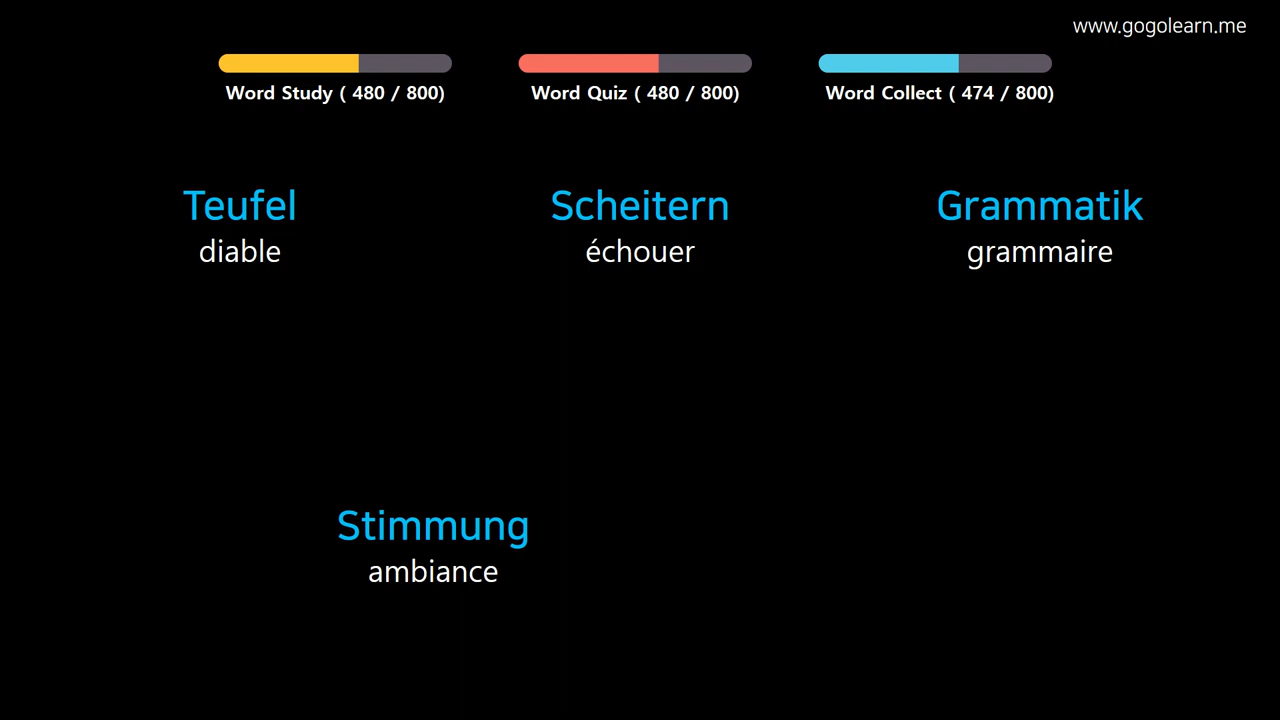 www.gogolearn.me
Word Study ( 480 / 800)
Word Quiz ( 480 / 800)
Word Collect ( 474 / 800)
Teufel
diable
Scheitern
échouer
Grammatik
grammaire
Stimmung
ambiance